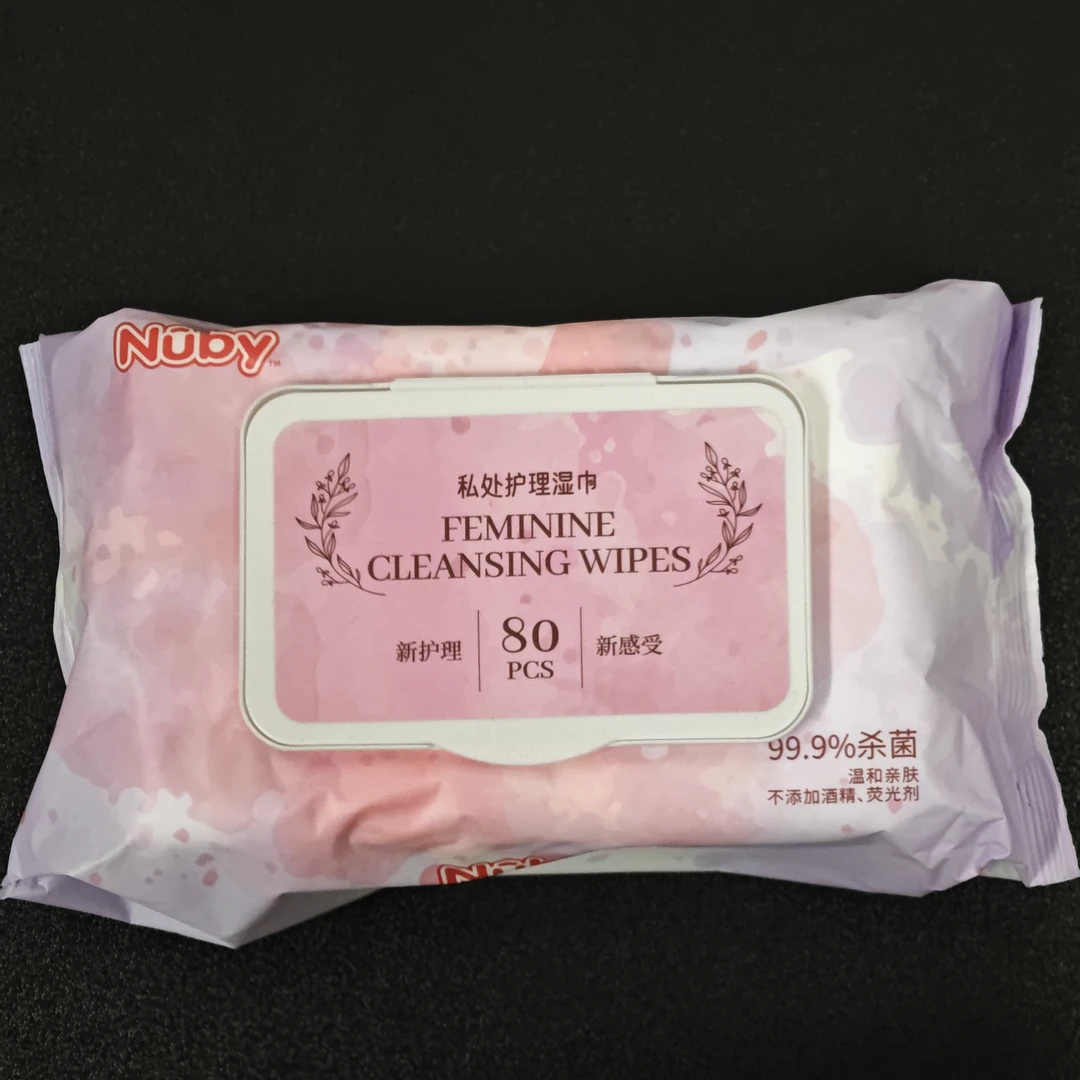 Nûby™
私处护理湿巾
FEMININE
CLEANSING WIPES
新护理
80
PCS
新感受
99.9%杀菌
温和亲肤
不添加酒精、荧光剂